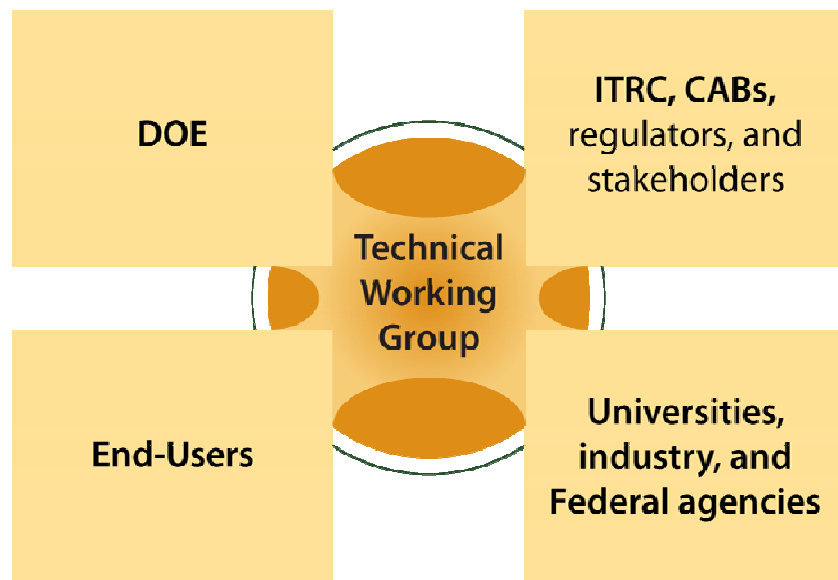 DOE
ITRC, CABs,
regulators, and
stakeholders
Technical
Working
Group
End-Users
Universities,
industry, and
Federal agencies